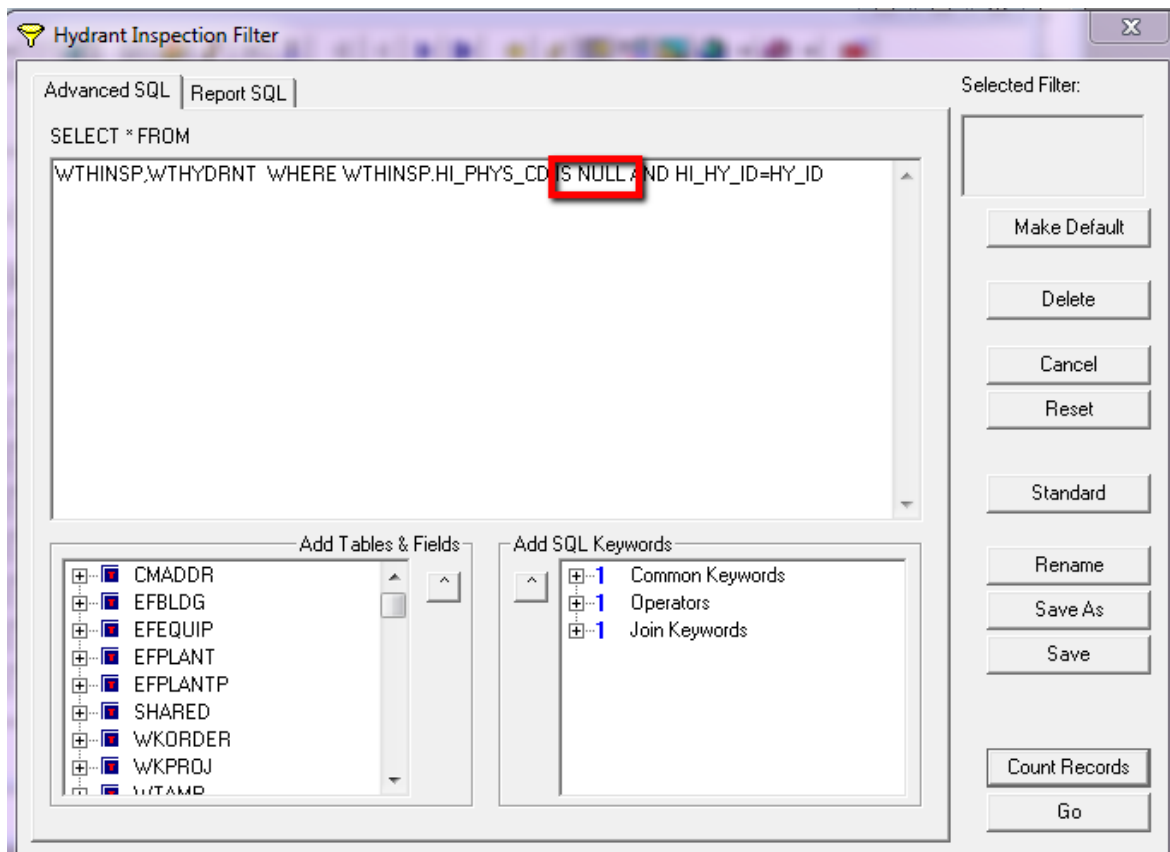 Hydrant Inspection Filter
Advanced SQL
Report SQL
SELECT * FROM
WTHINSP,WTHYDRNT WHERE WTHINSP.HI_PHYS_CD IS NULL AND HI_HY_ID=HY_ID
Add Tables & Fields
CMADDR
EFBLDG
EFEQUIP
EFPLANT
EFPLANTP
SHARED
WKORDER
WKPROJ
^
Add SQL Keywords
^
Common Keywords
Operators
Join Keywords
Selected Filter:
Make Default
Delete
Cancel
Reset
Standard
Rename
Save As
Save
Count Records
Go